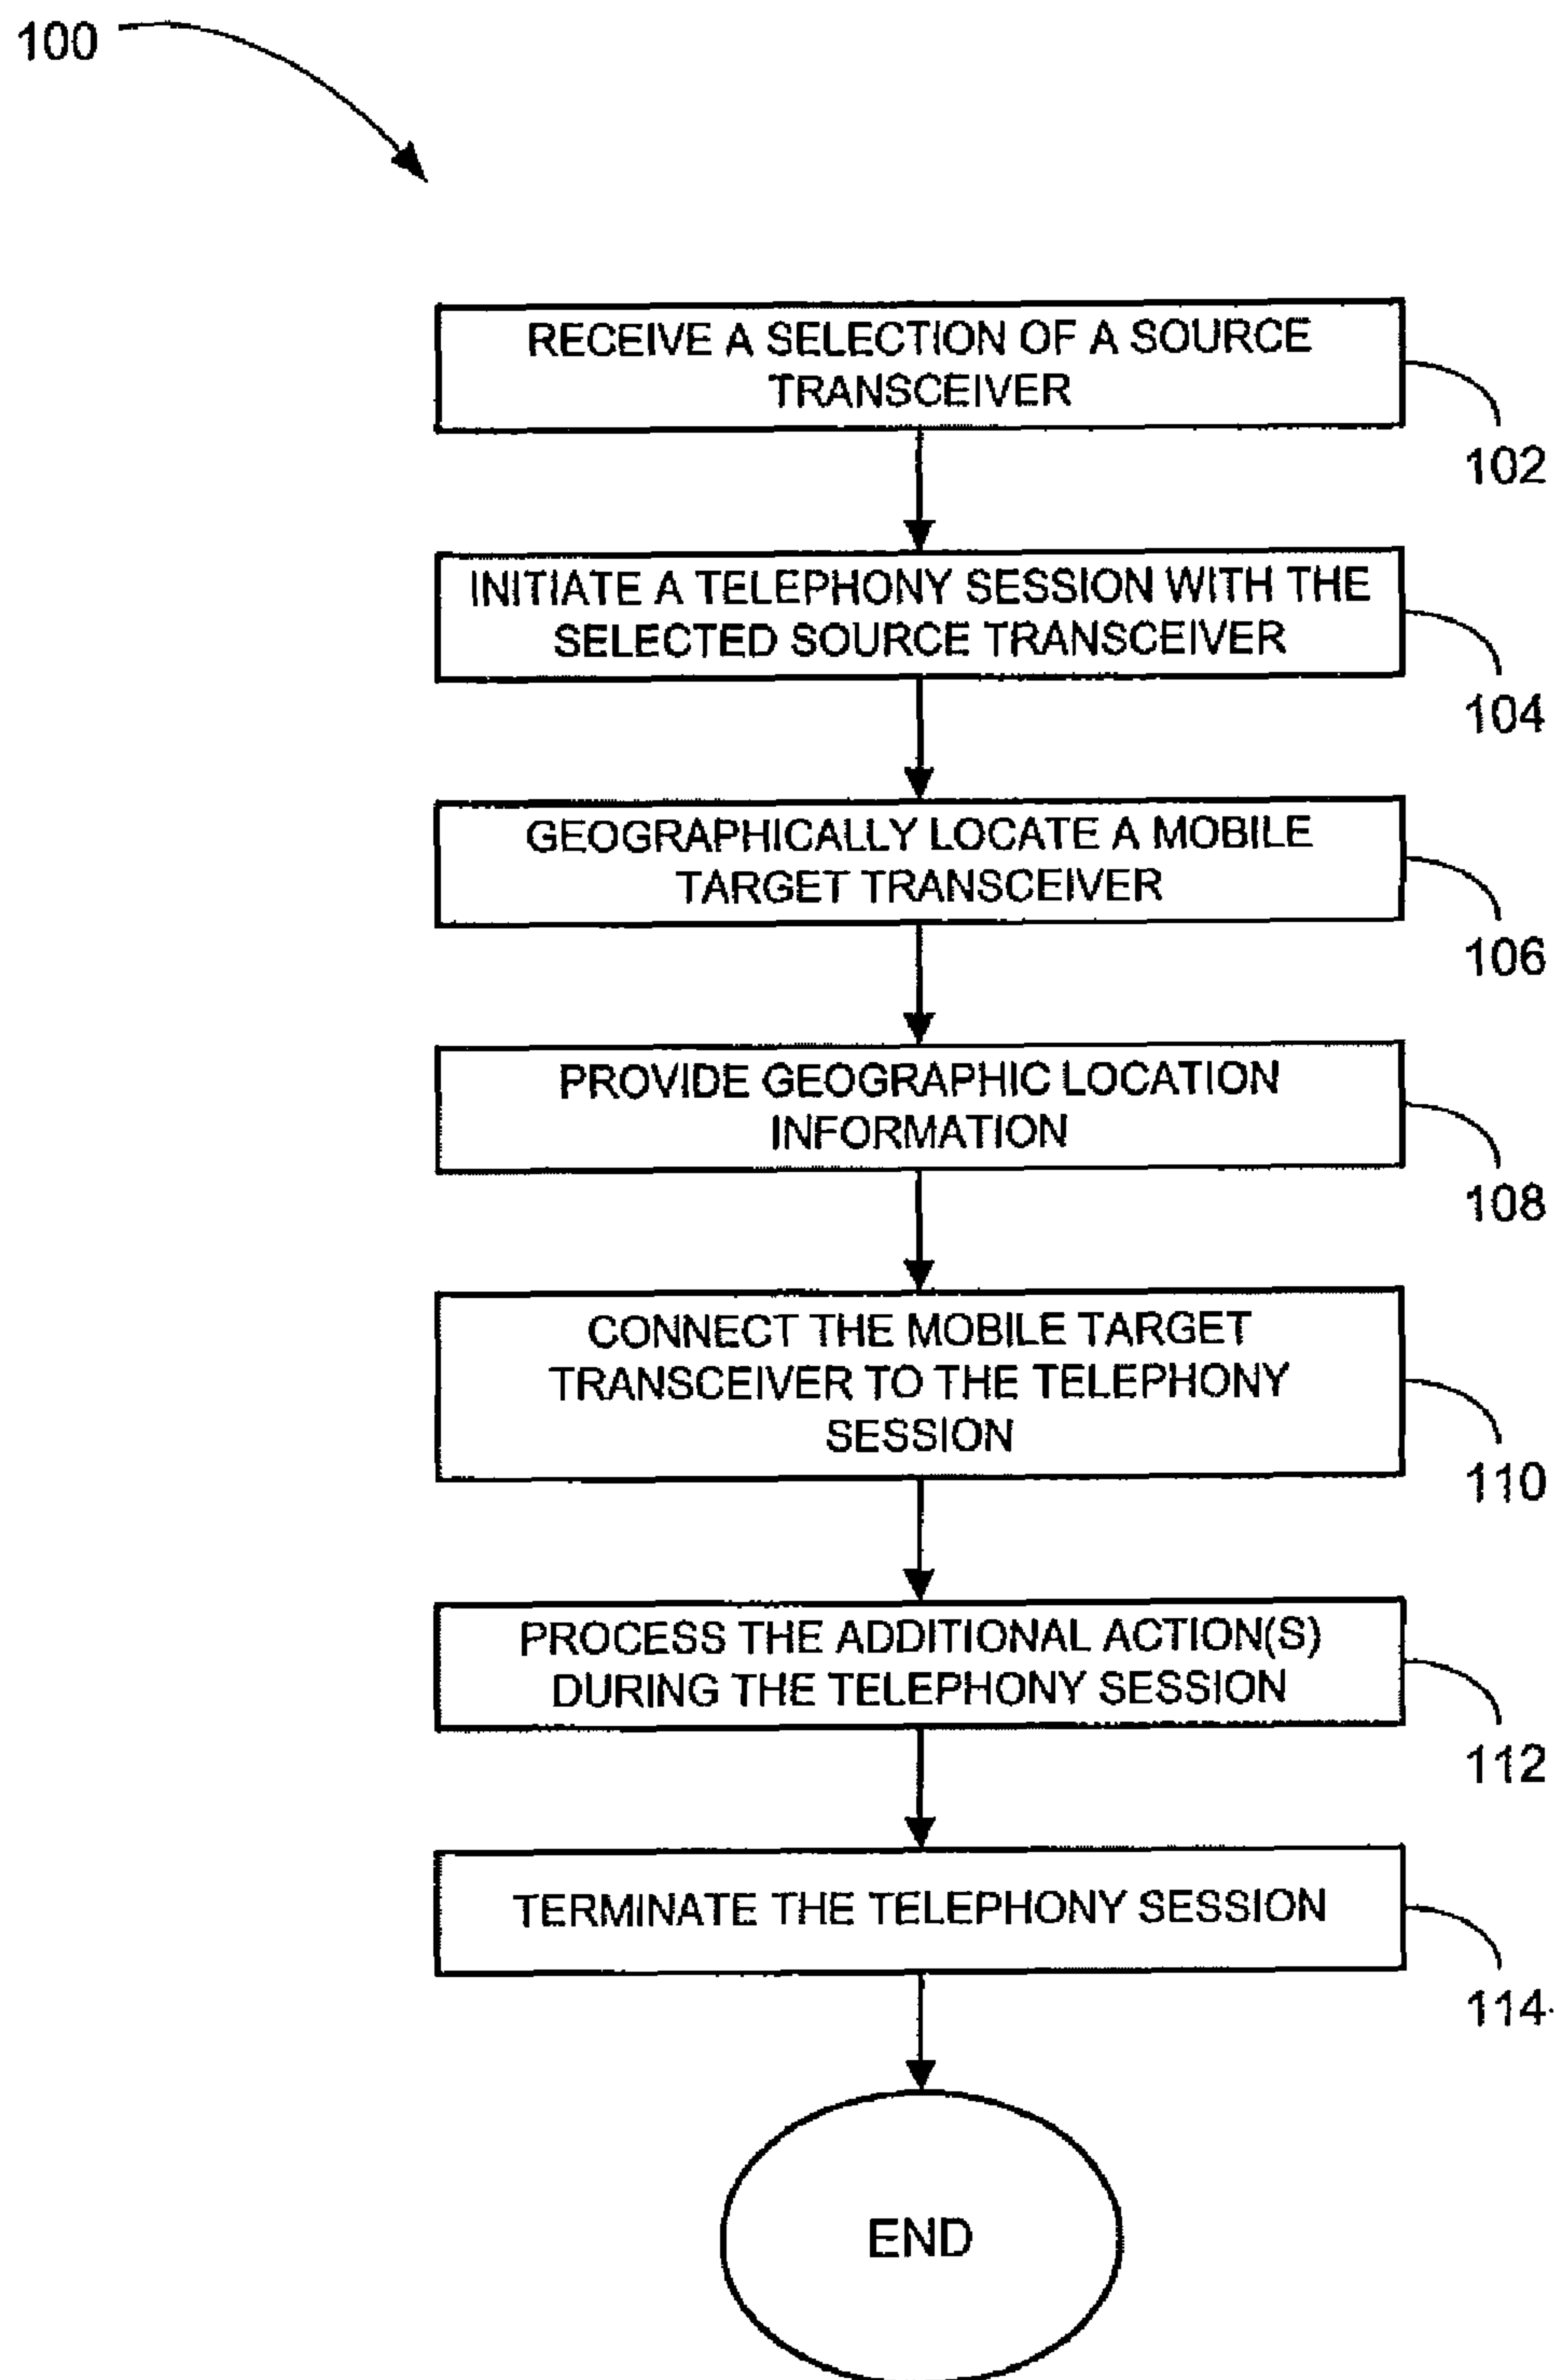 100
RECEIVE A SELECTION OF A SOURCE
TRANSCEIVER
102
INITIATE A TELEPHONY SESSION WITH THE
SELECTED SOURCE TRANSCEIVER
104
GEOGRAPHICALLY LOCATE A MOBILE
TARGET TRANSCEIVER
106
PROVIDE GEOGRAPHIC LOCATION
INFORMATION
108
CONNECT THE MOBILE TARGET
TRANSCEIVER TO THE TELEPHONY
SESSION
110
PROCESS THE ADDITIONAL ACTION(S)
DURING THE TELEPHONY SESSION
112
TERMINATE THE TELEPHONY SESSION
114
END